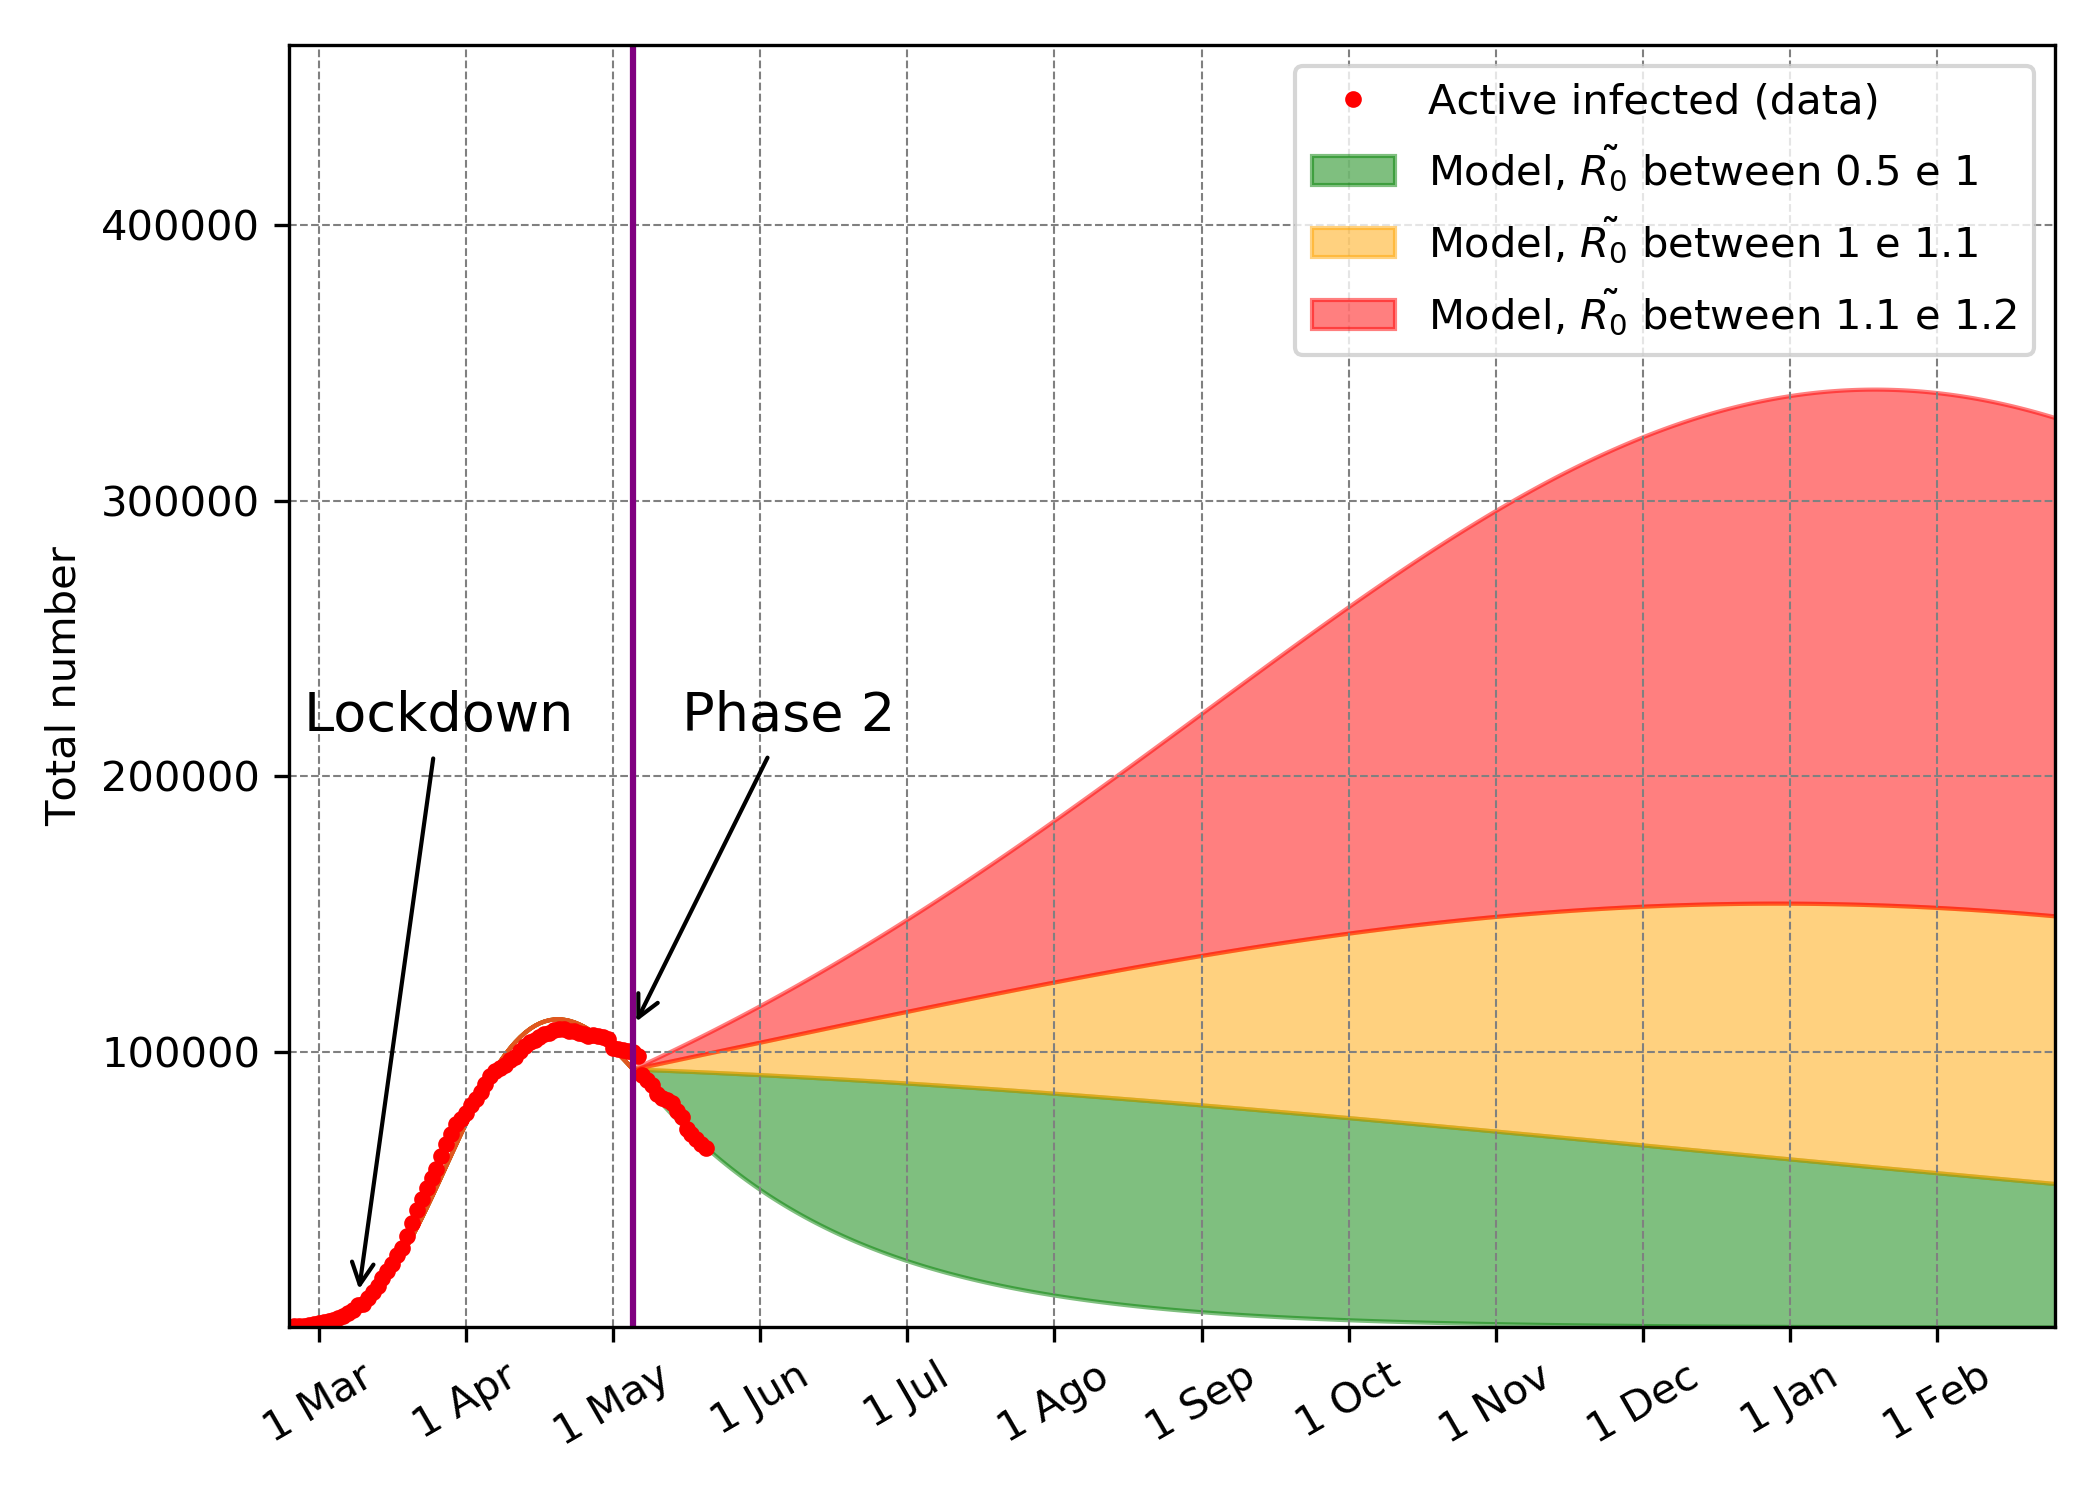 Active infected (data)
Model, R̃₀ between 0.5 e 1
Model, R̃₀ between 1 e 1.1
Model, R̃₀ between 1.1 e 1.2
400000
300000
200000
100000
Total number
Lockdown
Phase 2
1 Mar
1 Apr
1 May
1 Jun
1 Jul
1 Ago
1 Sep
1 Oct
1 Nov
1 Dec
1 Jan
1 Feb